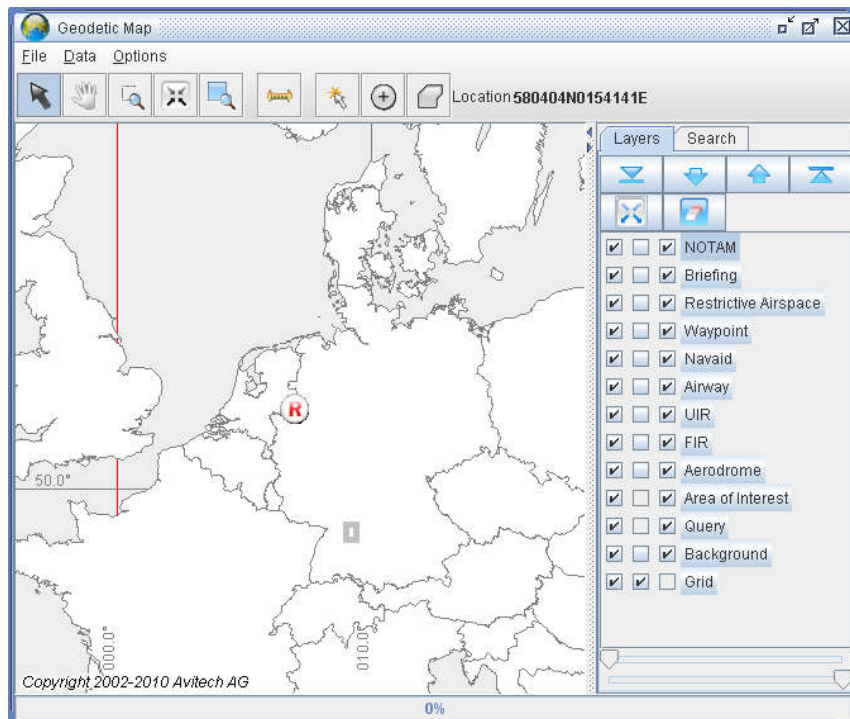 Geodetic Map
File Data Options
Location 580404N0154141E
Layers Search
NOTAM
Briefing
Restrictive Airspace
Waypoint
Navaid
Airway
UIR
FIR
Aerodrome
Area of Interest
Query
Background
Grid
R
50.0°
000.0°
010.0°
Copyright 2002-2010 Avitech AG
0%